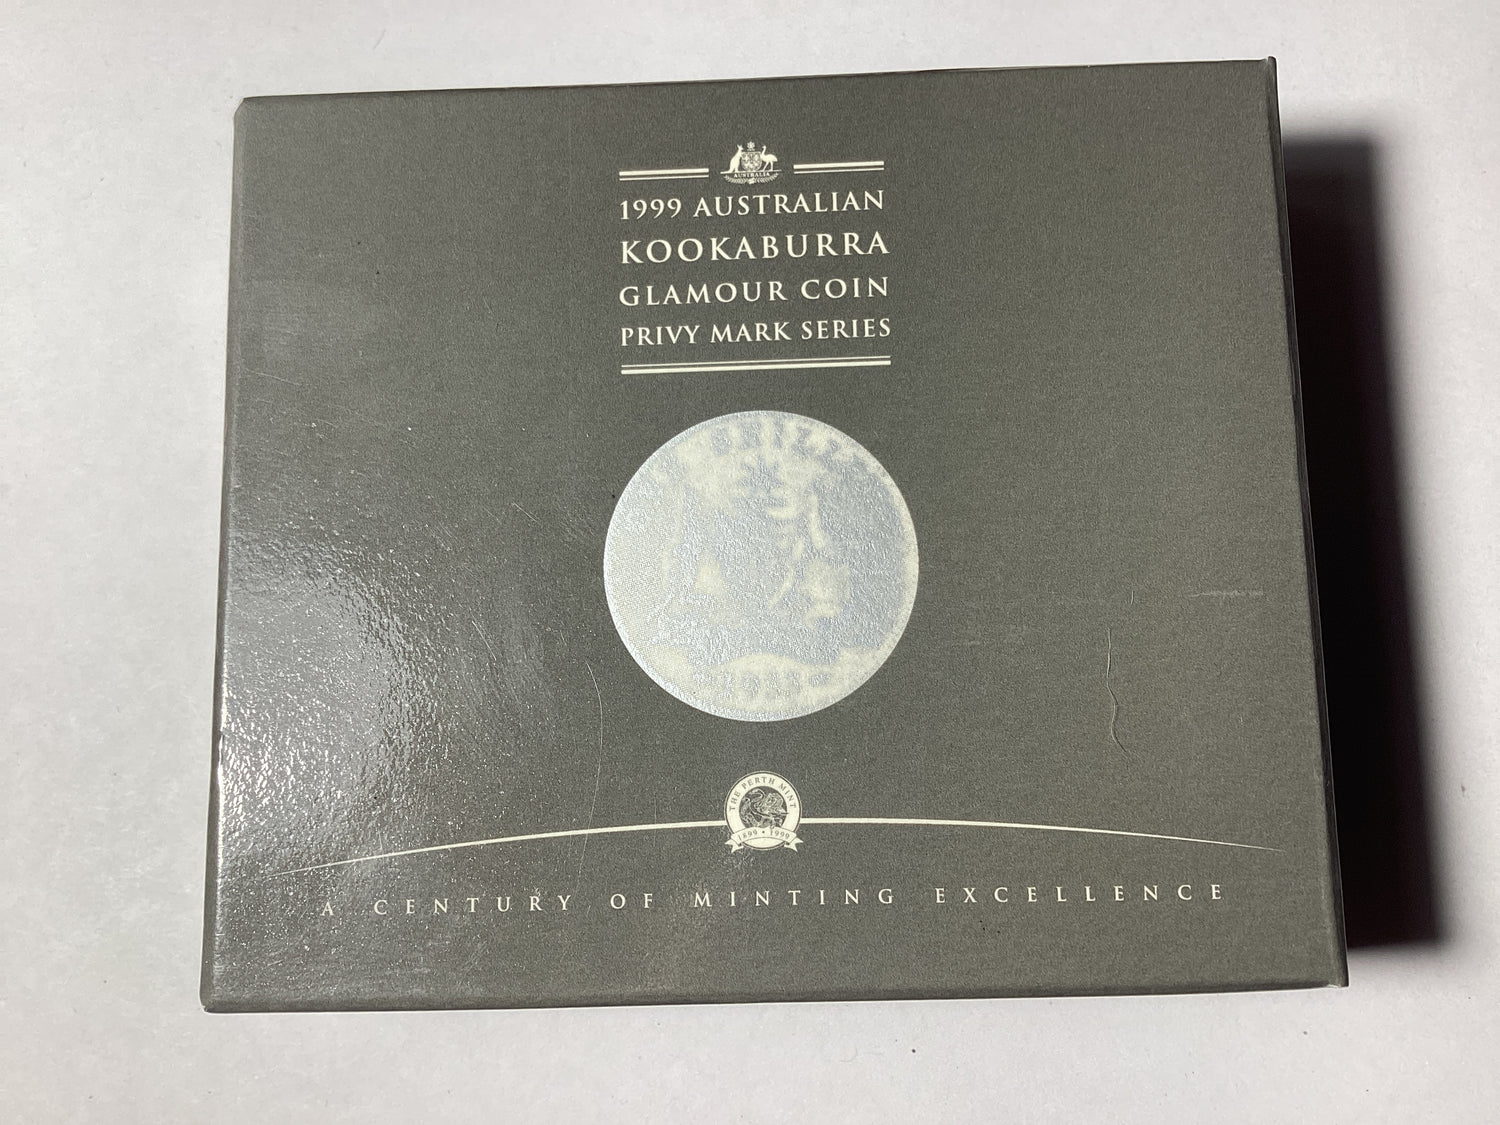 AUSTRALIA
1999 AUSTRALIAN
KOOKABURRA
GLAMOUR COIN
PRIVY MARK SERIES
THE PERTH MINT
1899 • 1999
A CENTURY OF MINTING EXCELLENCE